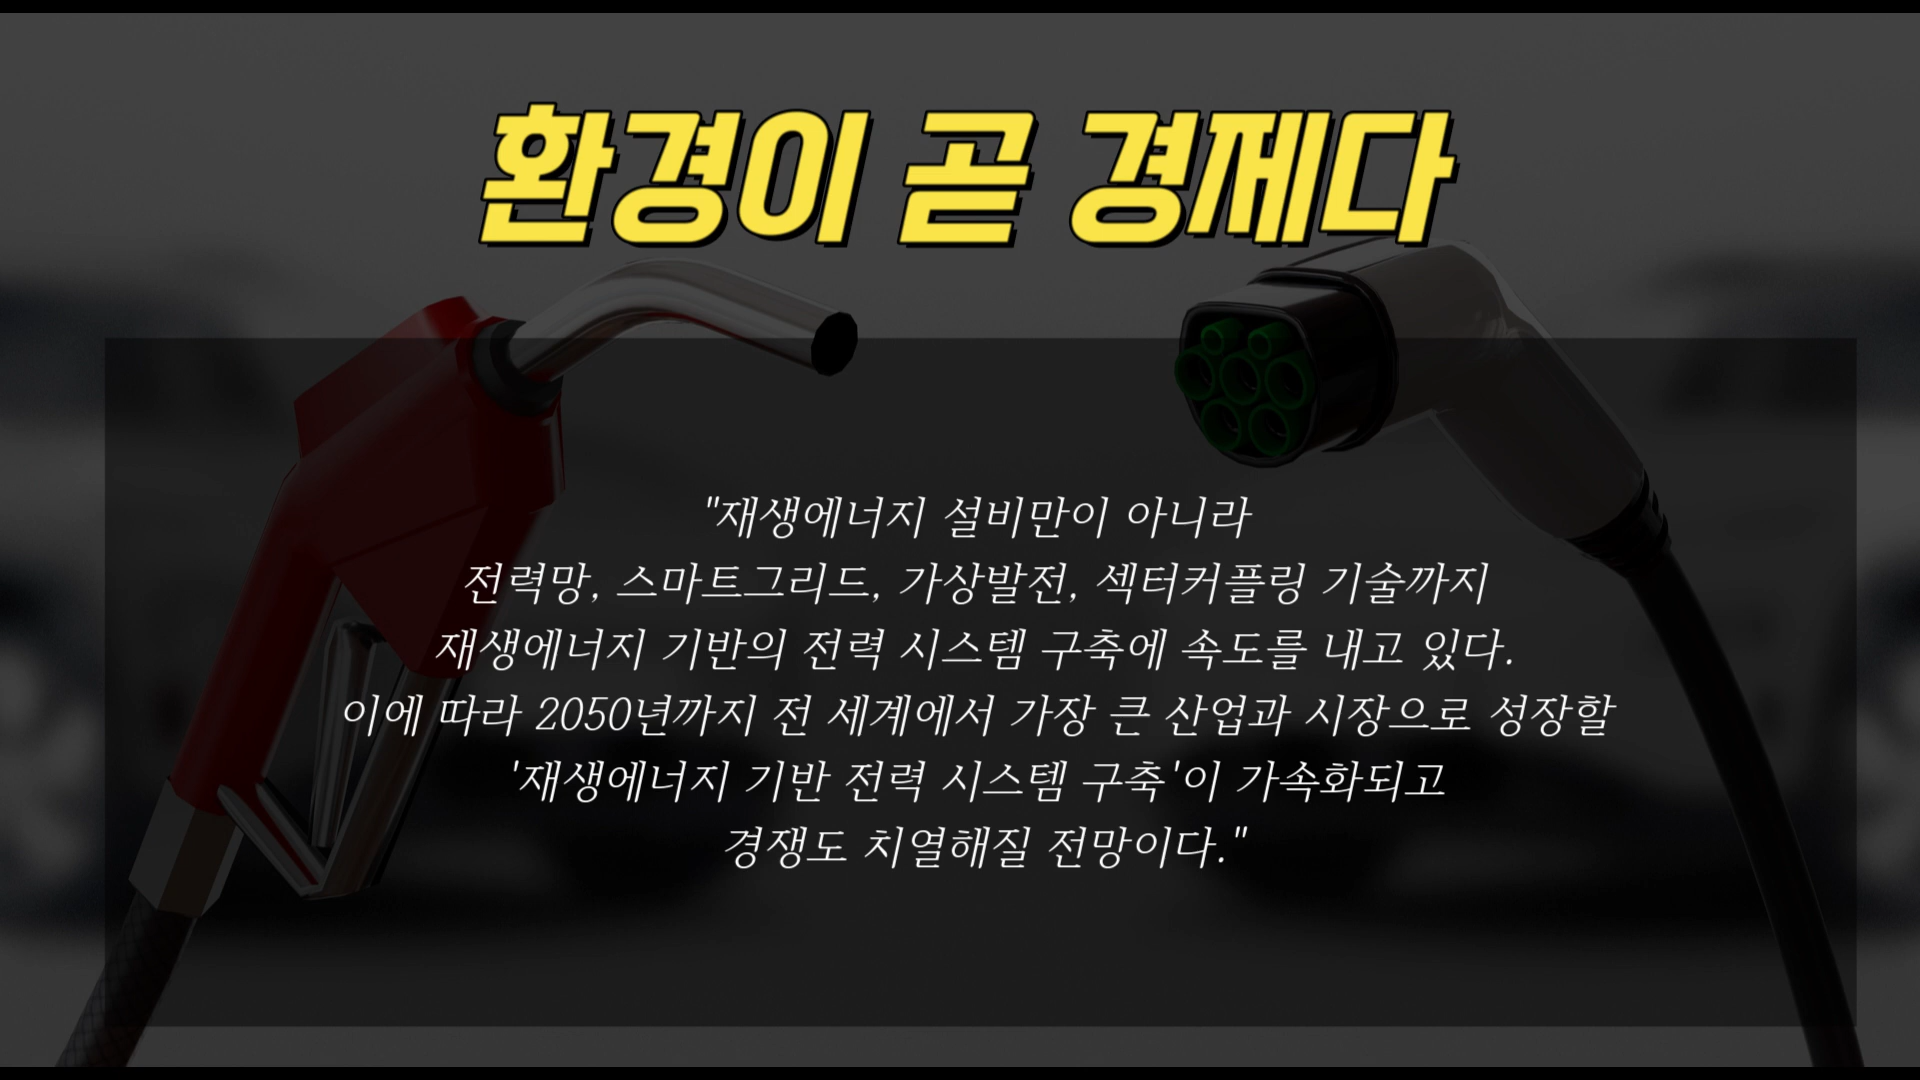 환경이 곧 경제다
"재생에너지 설비만이 아니라
전력망, 스마트그리드, 가상발전, 섹터커플링 기술까지
재생에너지 기반의 전력 시스템 구축에 속도를 내고 있다.
이에 따라 2050년까지 전 세계에서 가장 큰 산업과 시장으로 성장할
'재생에너지 기반 전력 시스템 구축'이 가속화되고
경쟁도 치열해질 전망이다."